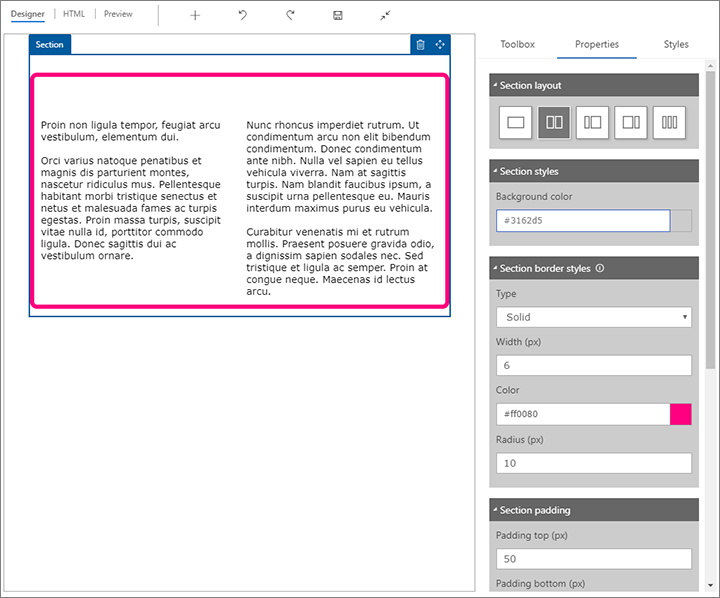 Designer HTML Preview
Section
Proin non ligula tempor, feugiat arcu
vestibulum, elementum dui.
Orci varius natoque penatibus et
magnis dis parturient montes,
nascetur ridiculus mus. Pellentesque
habitant morbi tristique senectus et
netus et malesuada fames ac turpis
egestas. Proin massa turpis, suscipit
vitae nulla id, porttitor commodo
ligula. Donec sagittis dui ac
vestibulum ornare.
Nunc rhoncus imperdiet rutrum. Ut
condimentum arcu non elit bibendum
condimentum. Donec condimentum
ante nibh. Nulla vel sapien eu tellus
vehicula viverra. Nam at sagittis
turpis. Nam blandit faucibus ipsum, a
suscipit urna pellentesque eu. Mauris
interdum maximus purus eu vehicula.
Curabitur venenatis mi et rutrum
mollis. Praesent posuere gravida odio,
a dignissim sapien sodales nec. Sed
tristique et ligula ac semper. Proin at
congue neque. Maecenas id lectus
arcu.
Toolbox Properties Styles
Section layout
Section styles
Background color
#3162d5
Section border styles
Type
Solid
Width (px)
6
Color
#ff0080
Radius (px)
10
Section padding
Padding top (px)
50
Padding bottom (px)